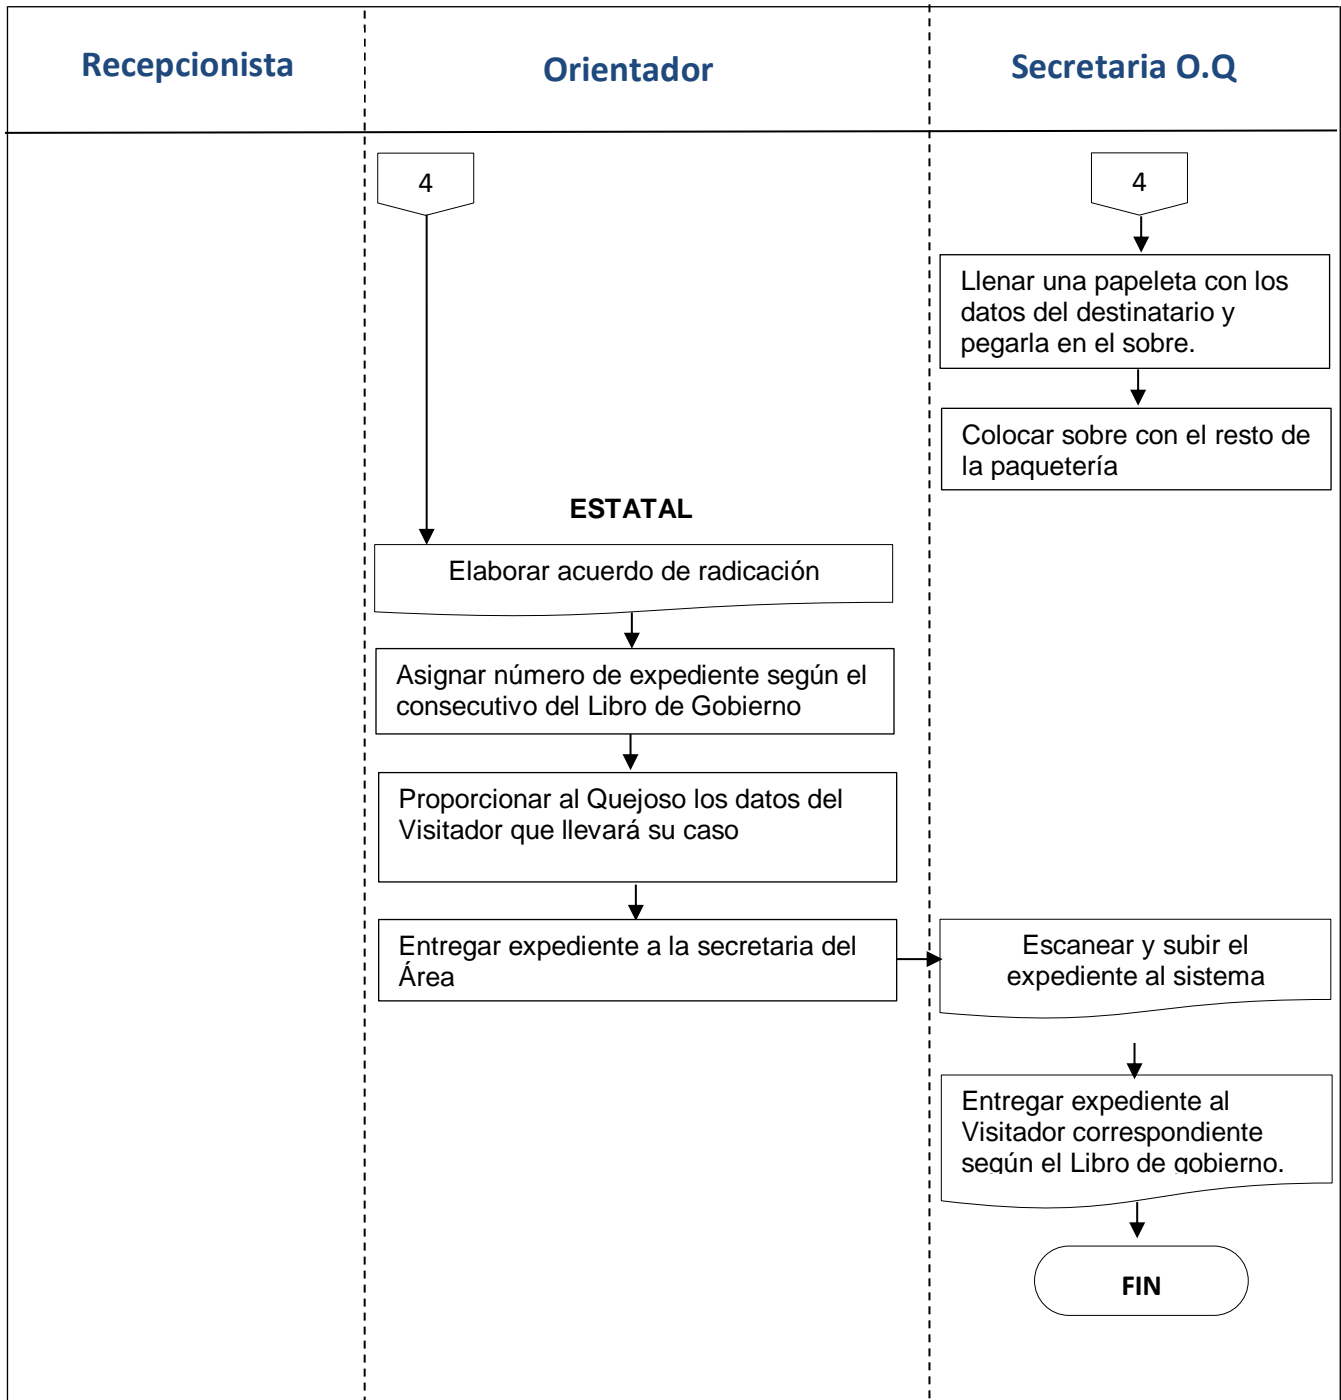 Recepcionista
Orientador
Secretaria O.Q
4
4
Llenar una papeleta con los
datos del destinatario y
pegarla en el sobre.
Colocar sobre con el resto de
la paquetería
ESTATAL
Elaborar acuerdo de radicación
Asignar número de expediente según el
consecutivo del Libro de Gobierno
Proporcionar al Quejoso los datos del
Visitador que llevará su caso
Entregar expediente a la secretaria del
Área
Escanear y subir el
expediente al sistema
Entregar expediente al
Visitador correspondiente
según el Libro de gobierno.
FIN